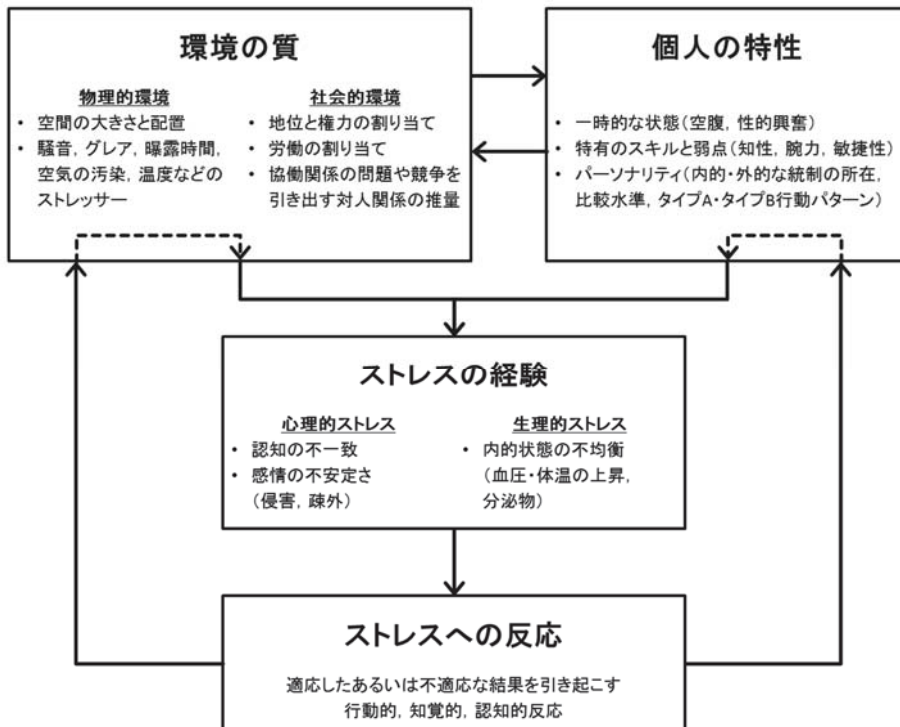 環境の質
物理的環境
• 空間の大きさと配置
• 騒音, グレア, 曝露時間,
空気の汚染, 温度などの
ストレッサー
社会的環境
• 地位と権力の割り当て
• 労働の割り当て
• 協働関係の問題や競争を
引き出す対人関係の推量
個人の特性
• 一時的な状態(空腹, 性的興奮)
• 特有のスキルと弱点(知性, 腕力, 敏捷性)
• パーソナリティ(内的・外的な統制の所在,
比較水準, タイプA・タイプB行動パターン)
ストレスの経験
心理的ストレス
• 認知の不一致
• 感情の不安定さ
(侵害, 疎外)
生理的ストレス
• 内的状態の不均衡
(血圧・体温の上昇,
分泌物)
ストレスへの反応
適応したあるいは不適応な結果を引き起こす
行動的, 知覚的, 認知的反応